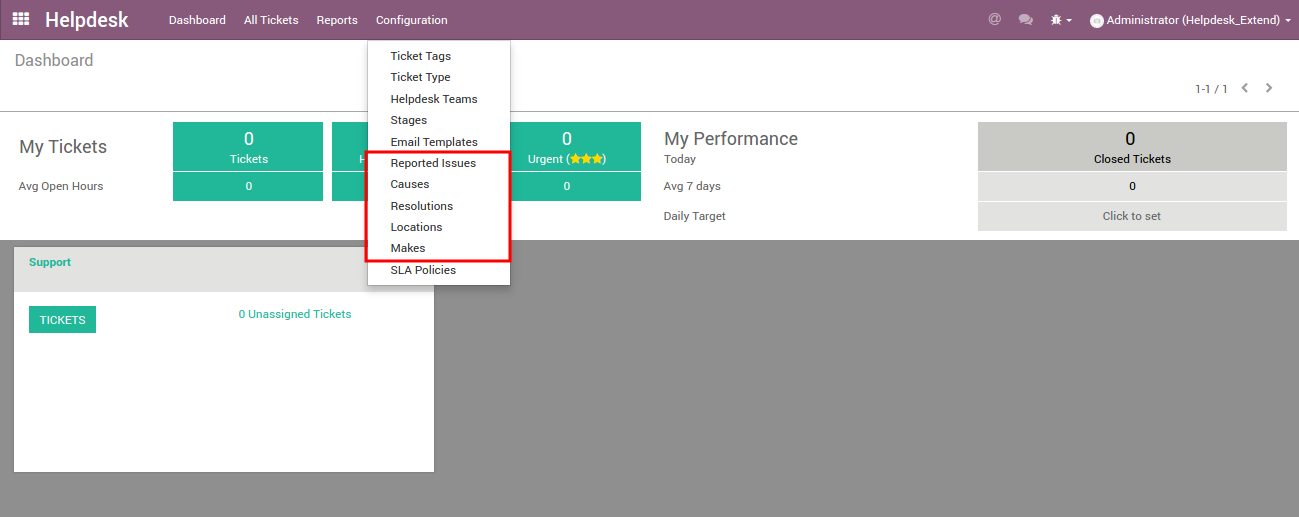 Helpdesk Dashboard All Tickets Reports Configuration @ Administrator (Helpdesk_Extend)
Dashboard
1-1 / 1
Ticket Tags
Ticket Type
Helpdesk Teams
Stages
Email Templates
Reported Issues
Causes
Resolutions
Locations
Makes
SLA Policies
My Tickets
0
Tickets
H
0
Urgent (★★★)
Avg Open Hours
0
0
My Performance
Today
0
Closed Tickets
Avg 7 days
0
Daily Target
Click to set
Support
TICKETS
0 Unassigned Tickets